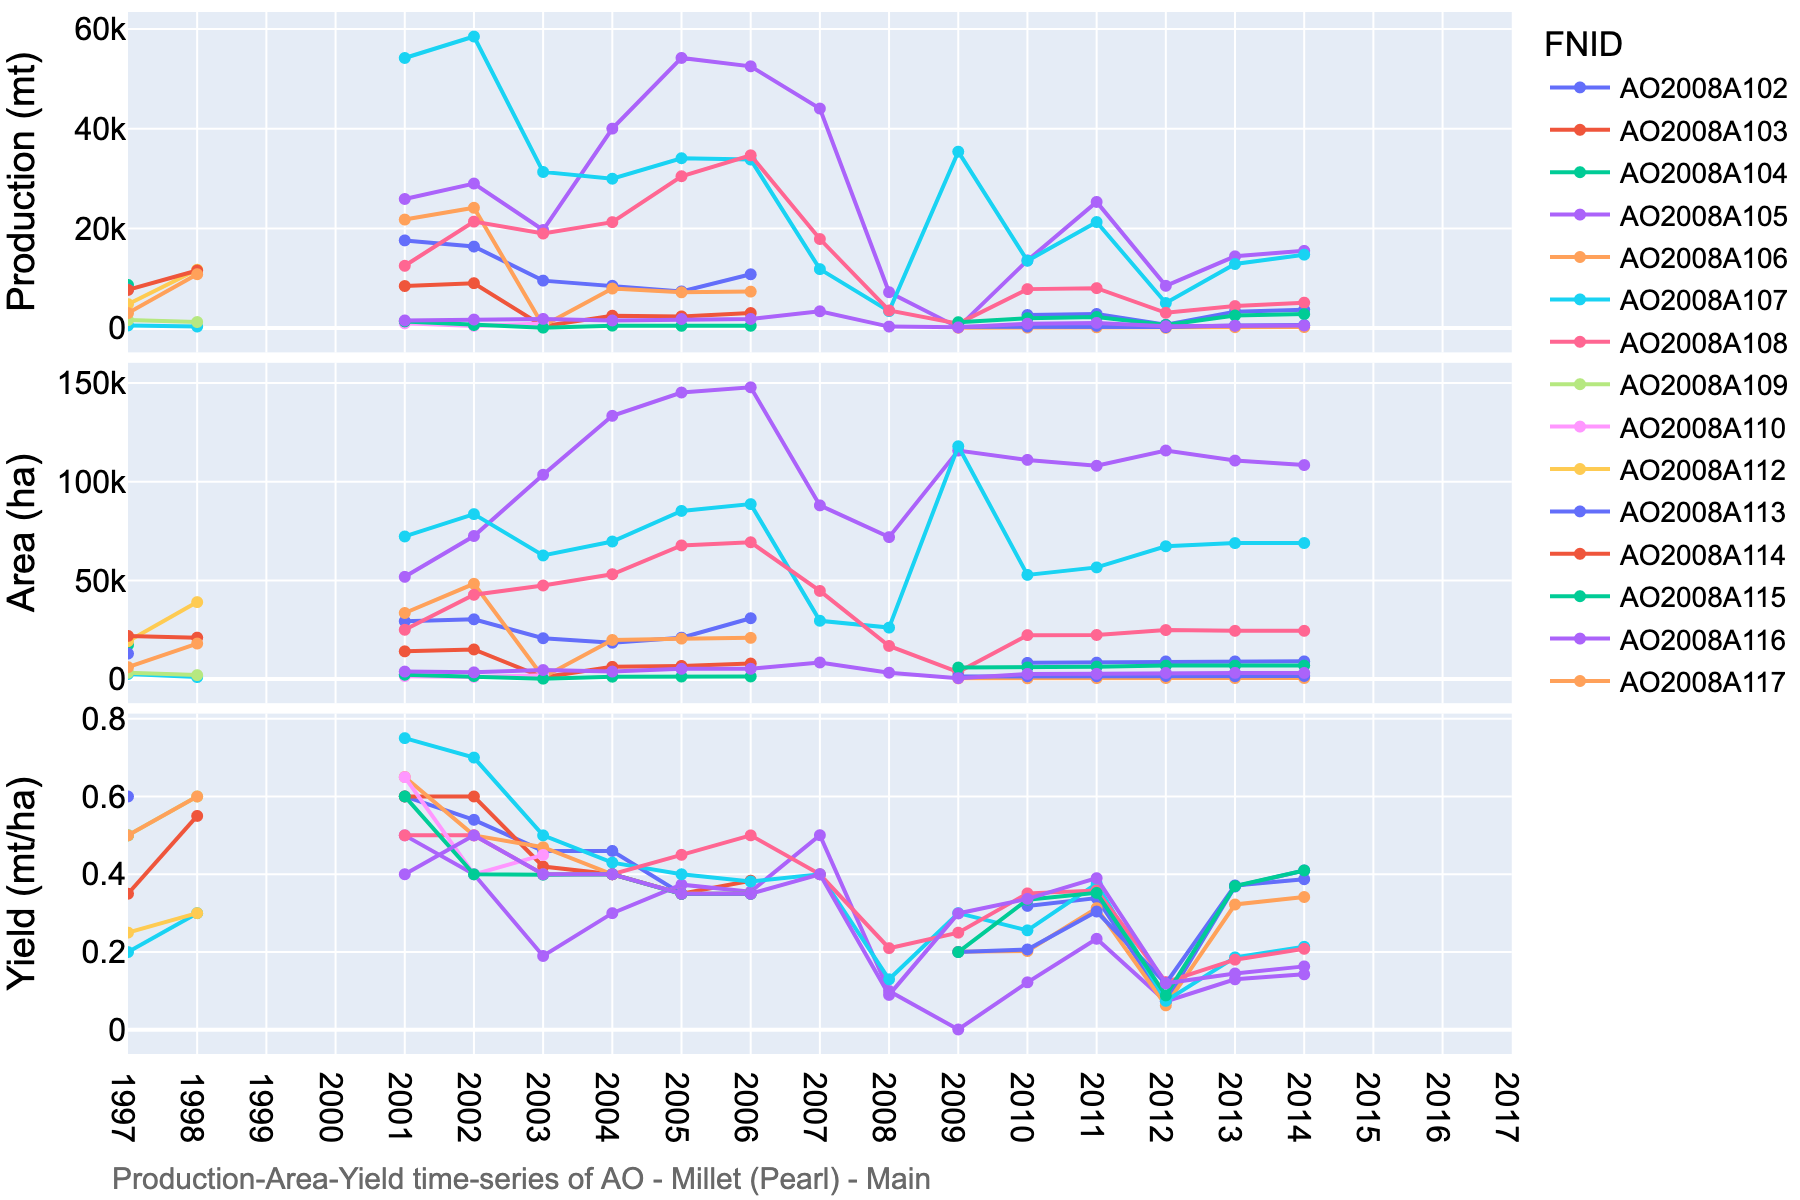 Production (mt)
60k
40k
20k
0
Area (ha)
150k
100k
50k
0
Yield (mt/ha)
0.8
0.6
0.4
0.2
0
1997
1998
1999
2000
2001
2002
2003
2004
2005
2006
2007
2008
2009
2010
2011
2012
2013
2014
2015
2016
2017
Production-Area-Yield time-series of AO - Millet (Pearl) - Main
FNID
AO2008A102
AO2008A103
AO2008A104
AO2008A105
AO2008A106
AO2008A107
AO2008A108
AO2008A109
AO2008A110
AO2008A112
AO2008A113
AO2008A114
AO2008A115
AO2008A116
AO2008A117